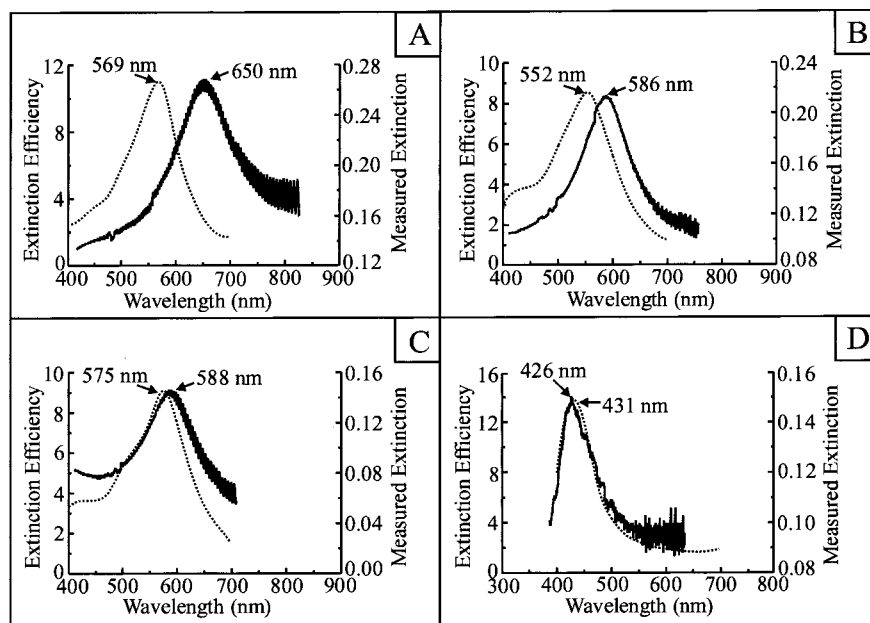 A
569 nm
650 nm
12
8
4
0
0.28
0.24
0.20
0.16
0.12
Extinction Efficiency
Measured Extinction
400 500 600 700 800 900
Wavelength (nm)
B
552 nm
586 nm
10
8
6
4
2
0
0.24
0.20
0.16
0.12
0.08
Extinction Efficiency
Measured Extinction
400 500 600 700 800 900
Wavelength (nm)
C
575 nm
588 nm
10
8
6
4
2
0
0.16
0.12
0.08
0.04
0.00
Extinction Efficiency
Measured Extinction
400 500 600 700 800 900
Wavelength (nm)
D
426 nm
431 nm
16
12
8
4
0
0.16
0.14
0.12
0.10
0.08
Extinction Efficiency
Measured Extinction
300 400 500 600 700 800
Wavelength (nm)